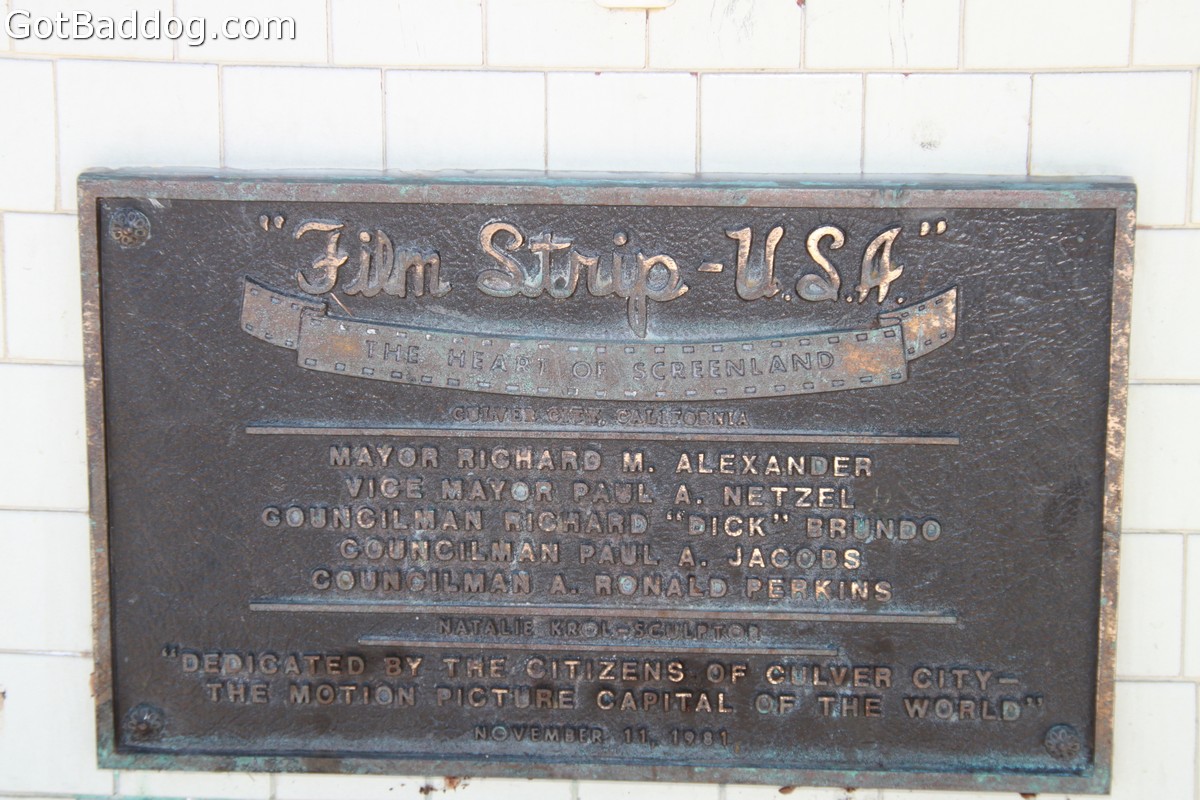 GotBaddog.com
"Film Strip - U.S.A."
THE HEART OF SCREENLAND
CULVER CITY, CALIFORNIA
MAYOR RICHARD M. ALEXANDER
VICE MAYOR PAUL A. NETZEL
COUNCILMAN RICHARD "DICK" BRUNDO
COUNCILMAN PAUL A. JACOBS
COUNCILMAN A. RONALD PERKINS
NATALIE KROL-SCULPTOR
"DEDICATED BY THE CITIZENS OF CULVER CITY-
THE MOTION PICTURE CAPITAL OF THE WORLD"
NOVEMBER 11, 1981